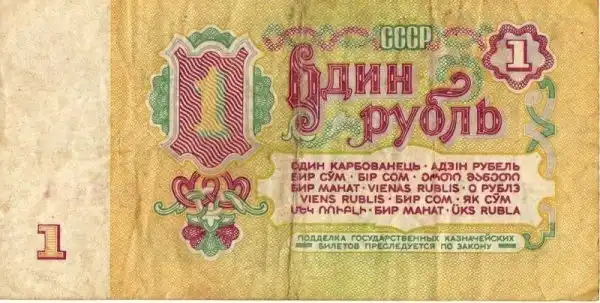 СССР
1
1
Один
рубль
ОДИН КАРБОВАНЕЦЬ · АДЗІН РУБЕЛЬ
БИР СЎМ · БІР СОМ · ᲔᲠᲗᲘ ᲛᲐᲜᲔᲗᲘ
БИР МАНАТ · VIENAS RUBLIS · О РУБЛЭ
VIENS RUBLIS · БИР СОМ · ЯК СЎМ
ՄԵԿ ՌՈՒԲԼԻ · БИР МАНАТ · ÜKS RUBLA
1
ПОДДЕЛКА ГОСУДАРСТВЕННЫХ КАЗНАЧЕЙСКИХ
БИЛЕТОВ ПРЕСЛЕДУЕТСЯ ПО ЗАКОНУ